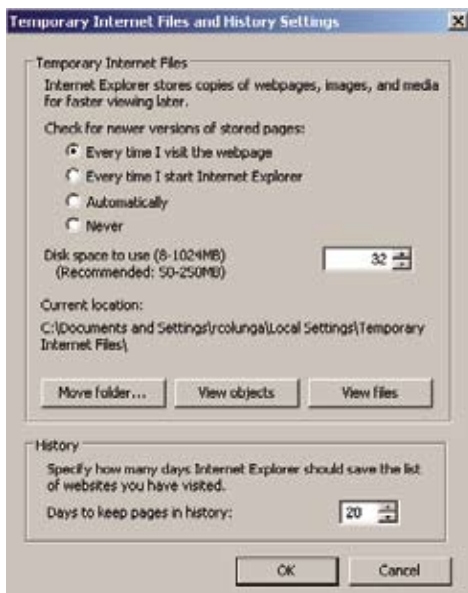 Temporary Internet Files and History Settings
Temporary Internet Files
Internet Explorer stores copies of webpages, images, and media
for faster viewing later.
Check for newer versions of stored pages:
Every time I visit the webpage
Every time I start Internet Explorer
Automatically
Never
Disk space to use (8-1024MB)
(Recommended: 50-250MB)
32
Current location:
C:\Documents and Settings\rcolunga\Local Settings\Temporary
Internet Files\
Move folder... View objects View files
History
Specify how many days Internet Explorer should save the list
of websites you have visited.
Days to keep pages in history: 20
OK Cancel